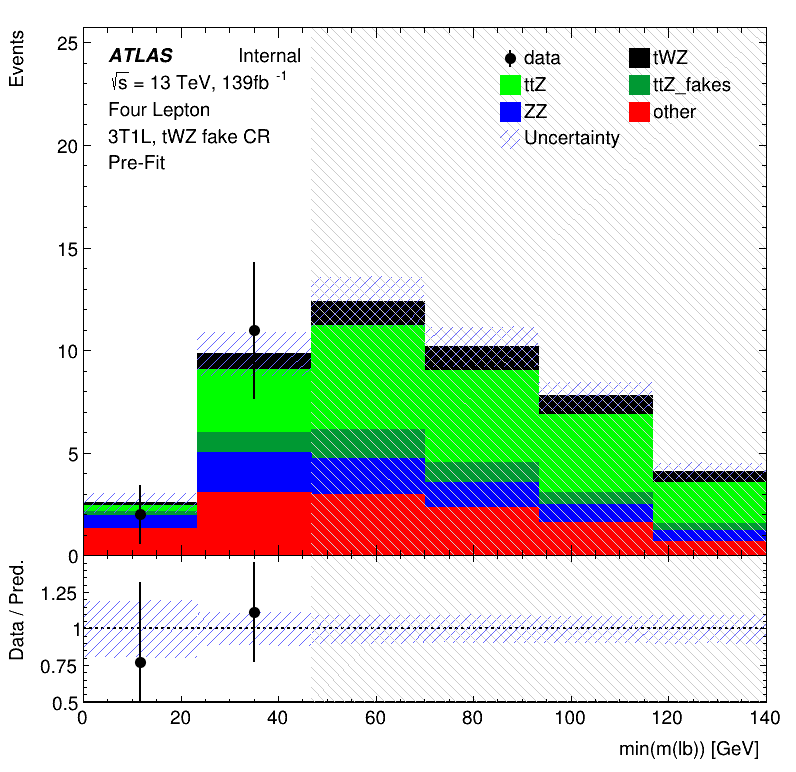 Events
25
20
15
10
5
0
ATLAS Internal
√s = 13 TeV, 139fb -1
Four Lepton
3T1L, tWZ fake CR
Pre-Fit
data tWZ
ttZ ttZ_fakes
ZZ other
Uncertainty
Data / Pred.
1.25
1
0.75
0.5
0 20 40 60 80 100 120 140
min(m(lb) [GeV]